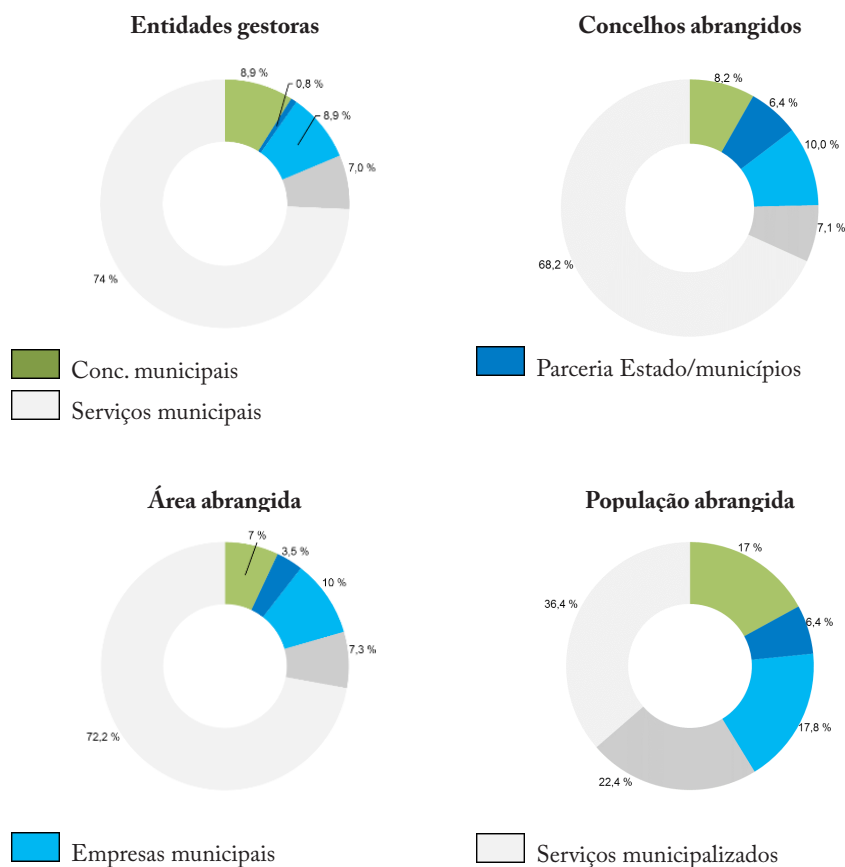 Entidades gestoras
8,9 %
0,8 %
8,9 %
7,0 %
74 %
Concelhos abrangidos
8,2 %
6,4 %
10,0 %
7,1 %
68,2 %
Conc. municipais
Serviços municipais
Parceria Estado/municípios
Área abrangida
7 %
3,5 %
10 %
7,3 %
72,2 %
População abrangida
17 %
6,4 %
17,8 %
22,4 %
36,4 %
Empresas municipais
Serviços municipalizados